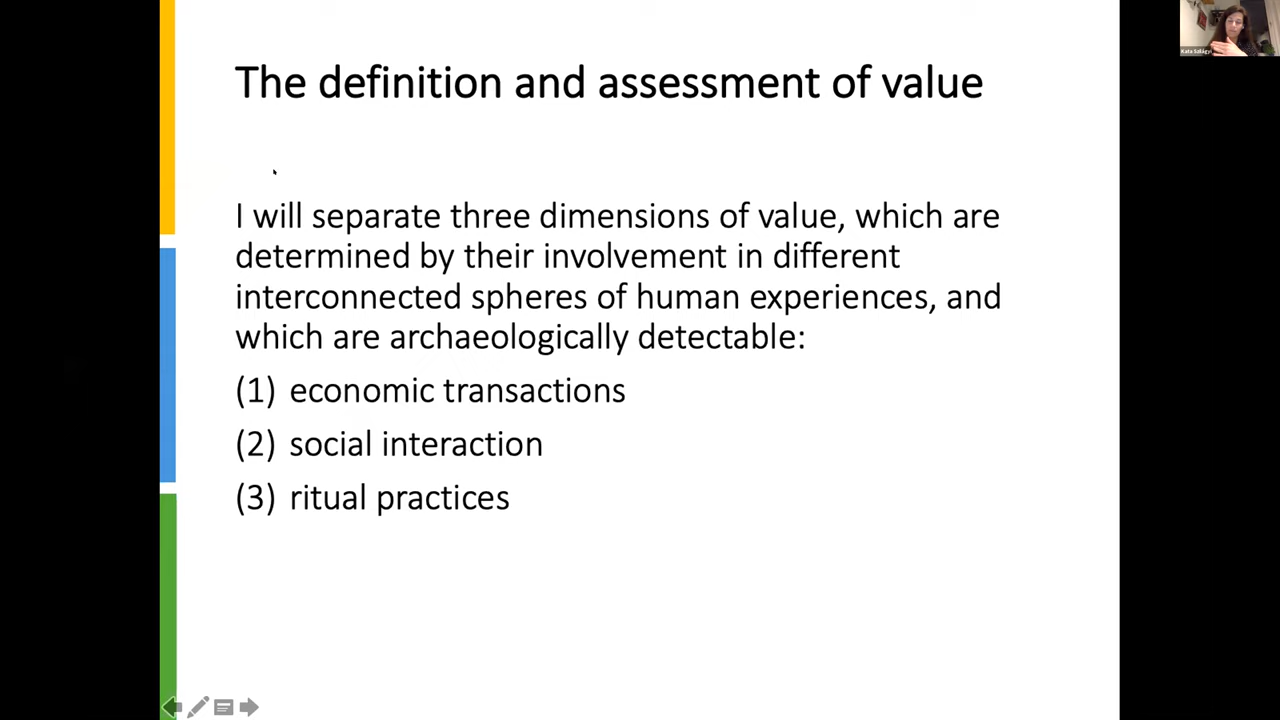 The definition and assessment of value
Kata Szilágyi
I will separate three dimensions of value, which are
determined by their involvement in different
interconnected spheres of human experiences, and
which are archaeologically detectable:
(1) economic transactions
(2) social interaction
(3) ritual practices